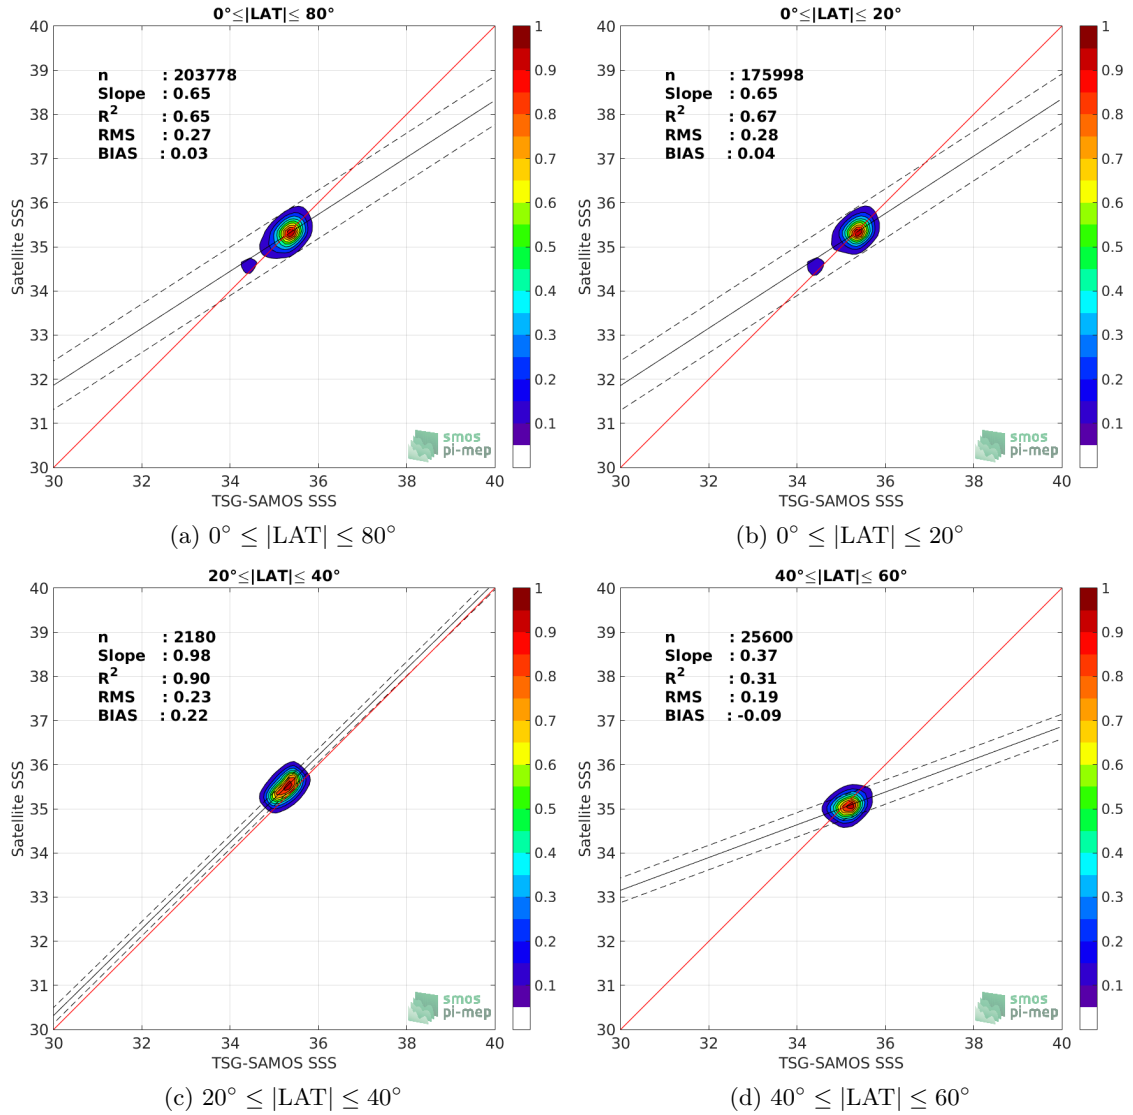 0°≤|LAT|≤ 80°
40
39
38
37
36
35
34
33
32
31
30
Satellite SSS
n : 203778
Slope : 0.65
R² : 0.65
RMS : 0.27
BIAS : 0.03
smos
pi-mep
30 32 34 36 38 40
TSG-SAMOS SSS
1
0.9
0.8
0.7
0.6
0.5
0.4
0.3
0.2
0.1
(a) 0° ≤ |LAT| ≤ 80°
0°≤|LAT|≤ 20°
40
39
38
37
36
35
34
33
32
31
30
Satellite SSS
n : 175998
Slope : 0.65
R² : 0.67
RMS : 0.28
BIAS : 0.04
smos
pi-mep
30 32 34 36 38 40
TSG-SAMOS SSS
1
0.9
0.8
0.7
0.6
0.5
0.4
0.3
0.2
0.1
(b) 0° ≤ |LAT| ≤ 20°
20°≤|LAT|≤ 40°
40
39
38
37
36
35
34
33
32
31
30
Satellite SSS
n : 2180
Slope : 0.98
R² : 0.90
RMS : 0.23
BIAS : 0.22
smos
pi-mep
30 32 34 36 38 40
TSG-SAMOS SSS
1
0.9
0.8
0.7
0.6
0.5
0.4
0.3
0.2
0.1
(c) 20° ≤ |LAT| ≤ 40°
40°≤|LAT|≤ 60°
40
39
38
37
36
35
34
33
32
31
30
Satellite SSS
n : 25600
Slope : 0.37
R² : 0.31
RMS : 0.19
BIAS : -0.09
smos
pi-mep
30 32 34 36 38 40
TSG-SAMOS SSS
1
0.9
0.8
0.7
0.6
0.5
0.4
0.3
0.2
0.1
(d) 40° ≤ |LAT| ≤ 60°